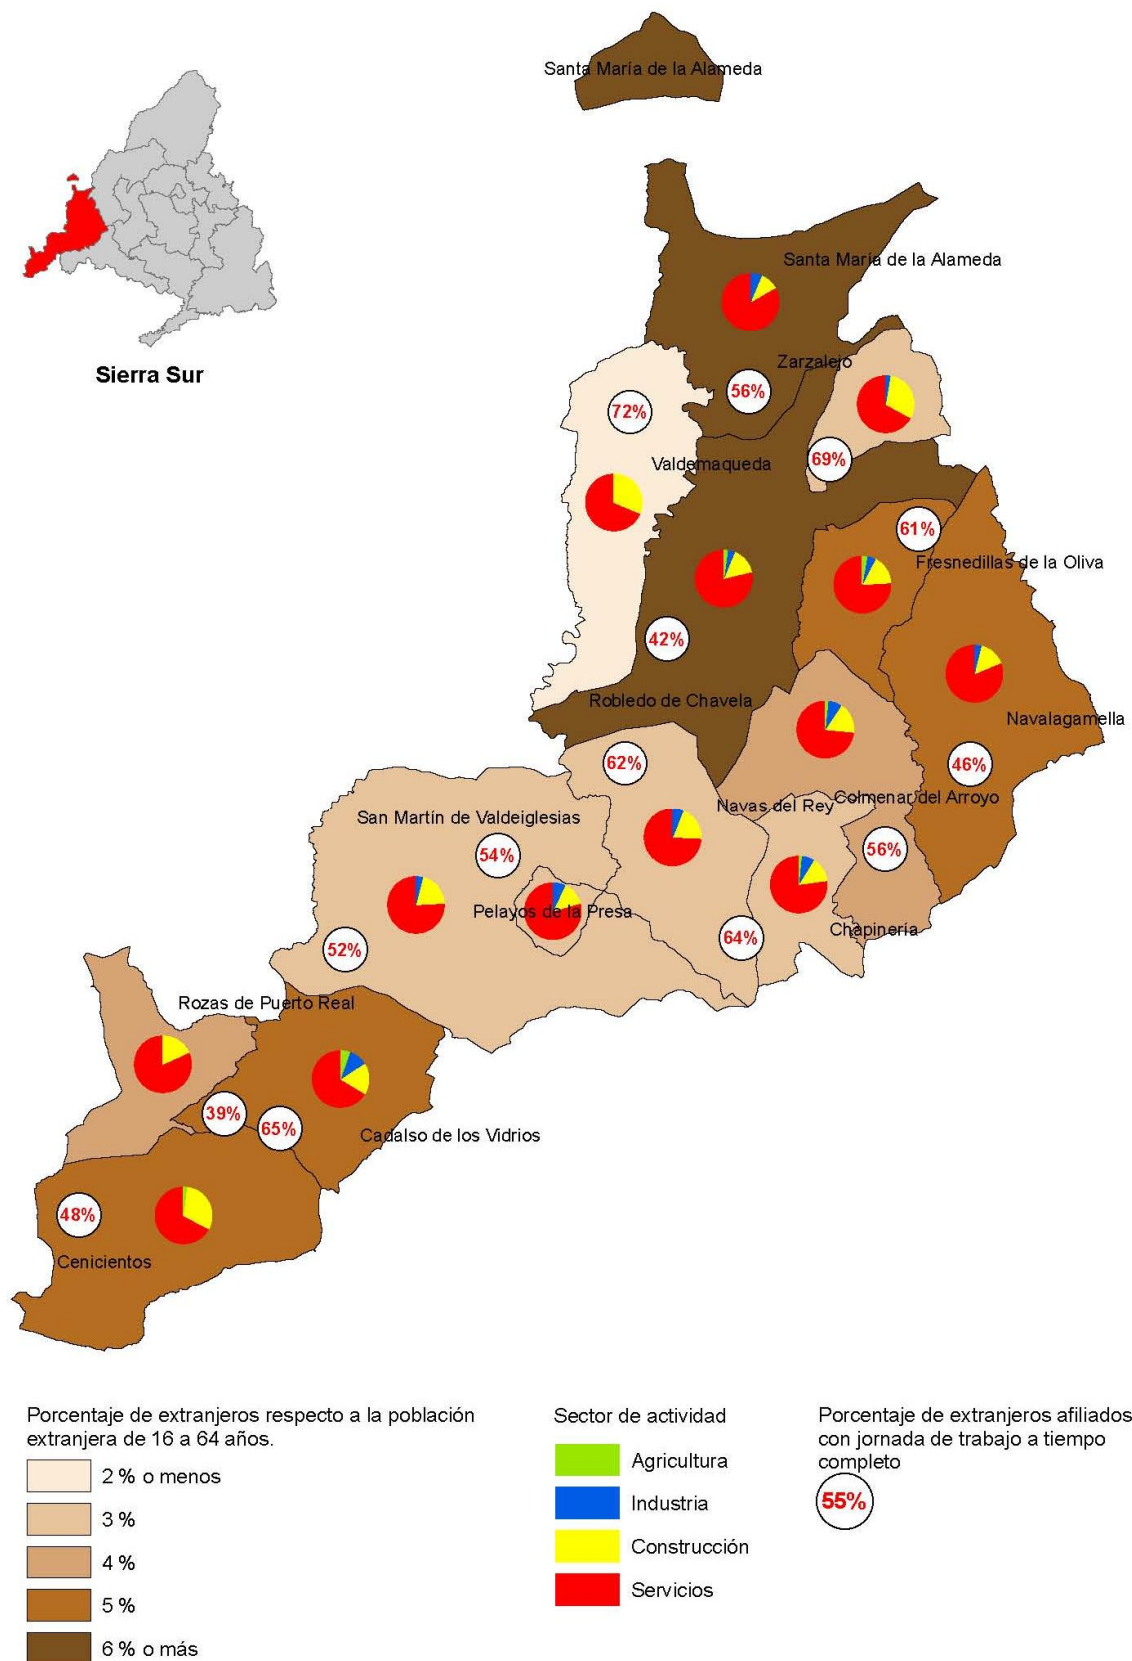 Santa María de la Alameda
Sierra Sur
Santa María de la Alameda
Zarzalejo
56%
72%
Valdemaqueda
69%
61%
Fresnedillas de la Oliva
42%
Robledo de Chavela
Navalagamella
46%
62%
Navas del Rey
Colmenar del Arroyo
San Martín de Valdeiglesias
54%
56%
Pelayos de la Presa
Chapinería
64%
52%
Rozas de Puerto Real
39%
65%
Cadalso de los Vidrios
48%
Cenicientos
Porcentaje de extranjeros respecto a la población
extranjera de 16 a 64 años.
2 % o menos
3 %
4 %
5 %
6 % o más
Sector de actividad
Agricultura
Industria
Construcción
Servicios
Porcentaje de extranjeros afiliados
con jornada de trabajo a tiempo
completo
55%